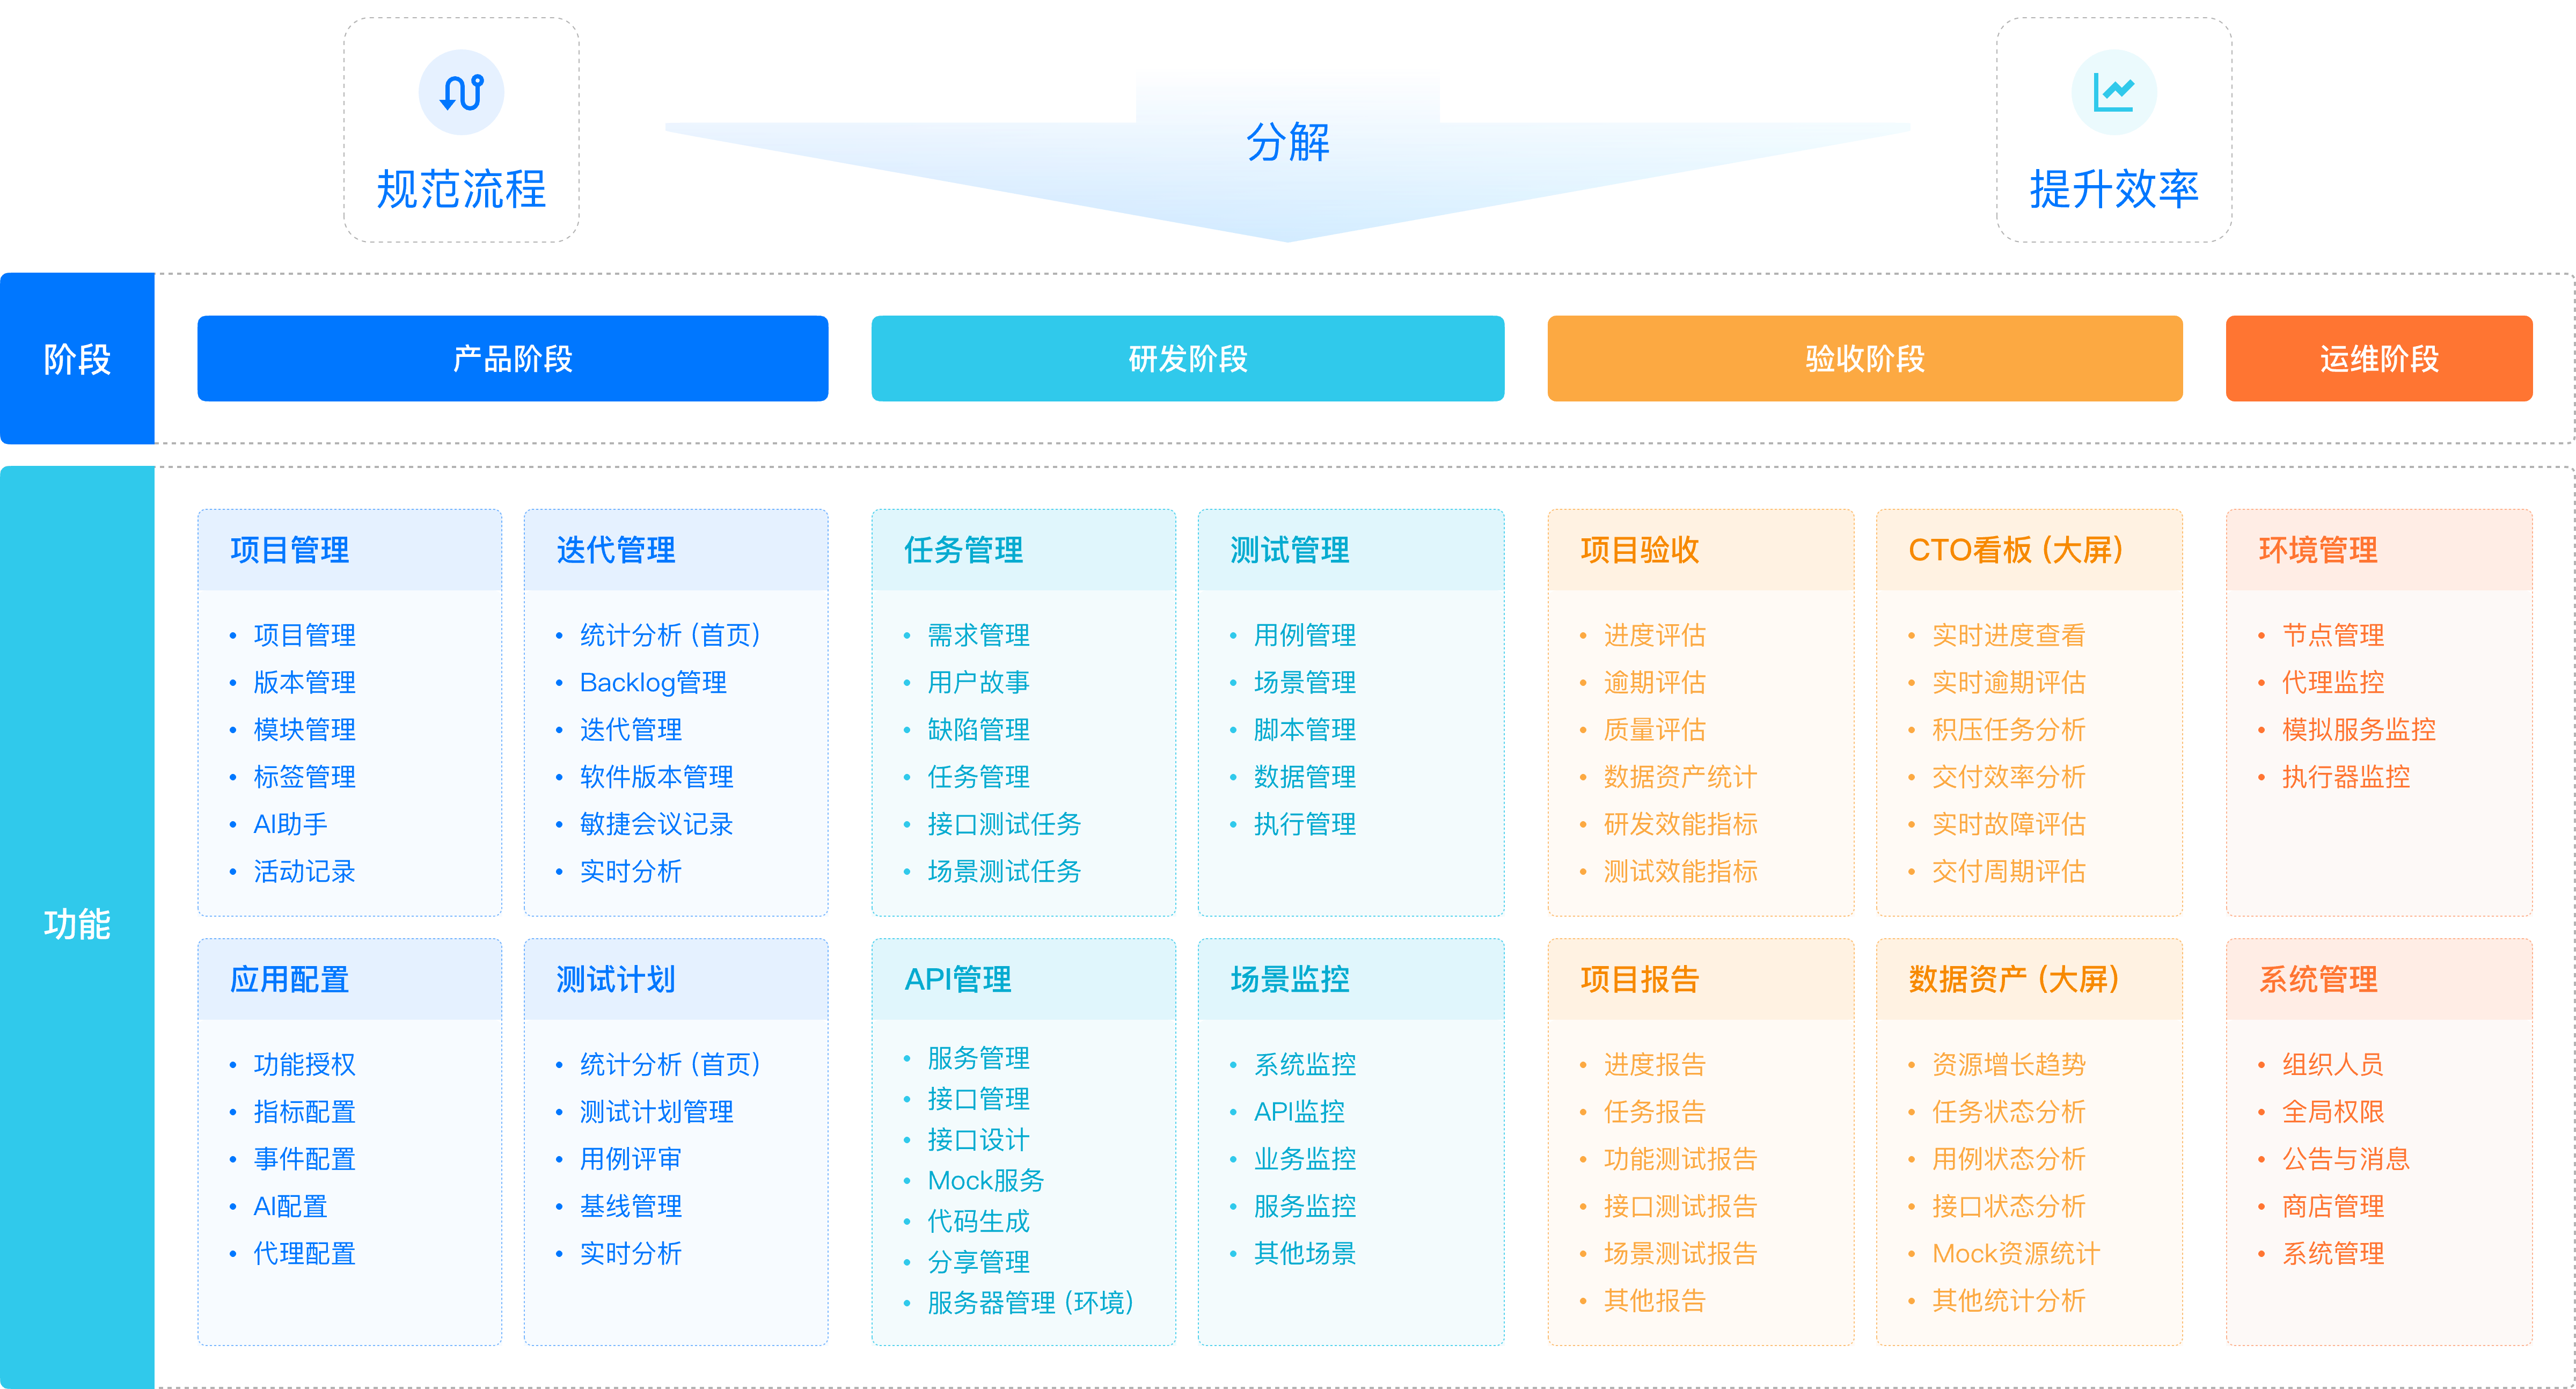 规范流程
分解
提升效率
阶段
产品阶段
研发阶段
验收阶段
运维阶段
功能
项目管理
• 项目管理
• 版本管理
• 模块管理
• 标签管理
• AI助手
• 活动记录
迭代管理
• 统计分析 (首页)
• Backlog管理
• 迭代管理
• 软件版本管理
• 敏捷会议记录
• 实时分析
任务管理
• 需求管理
• 用户故事
• 缺陷管理
• 任务管理
• 接口测试任务
• 场景测试任务
测试管理
• 用例管理
• 场景管理
• 脚本管理
• 数据管理
• 执行管理
项目验收
• 进度评估
• 逾期评估
• 质量评估
• 数据资产统计
• 研发效能指标
• 测试效能指标
CTO看板 (大屏)
• 实时进度查看
• 实时逾期评估
• 积压任务分析
• 交付效率分析
• 实时故障评估
• 交付周期评估
环境管理
• 节点管理
• 代理监控
• 模拟服务监控
• 执行器监控
应用配置
• 功能授权
• 指标配置
• 事件配置
• AI配置
• 代理配置
测试计划
• 统计分析 (首页)
• 测试计划管理
• 用例评审
• 基线管理
• 实时分析
API管理
• 服务管理
• 接口管理
• 接口设计
• Mock服务
• 代码生成
• 分享管理
• 服务器管理 (环境)
场景监控
• 系统监控
• API监控
• 业务监控
• 服务监控
• 其他场景
项目报告
• 进度报告
• 任务报告
• 功能测试报告
• 接口测试报告
• 场景测试报告
• 其他报告
数据资产 (大屏)
• 资源增长趋势
• 任务状态分析
• 用例状态分析
• 接口状态分析
• Mock资源统计
• 其他统计分析
系统管理
• 组织人员
• 全局权限
• 公告与消息
• 商店管理
• 系统管理